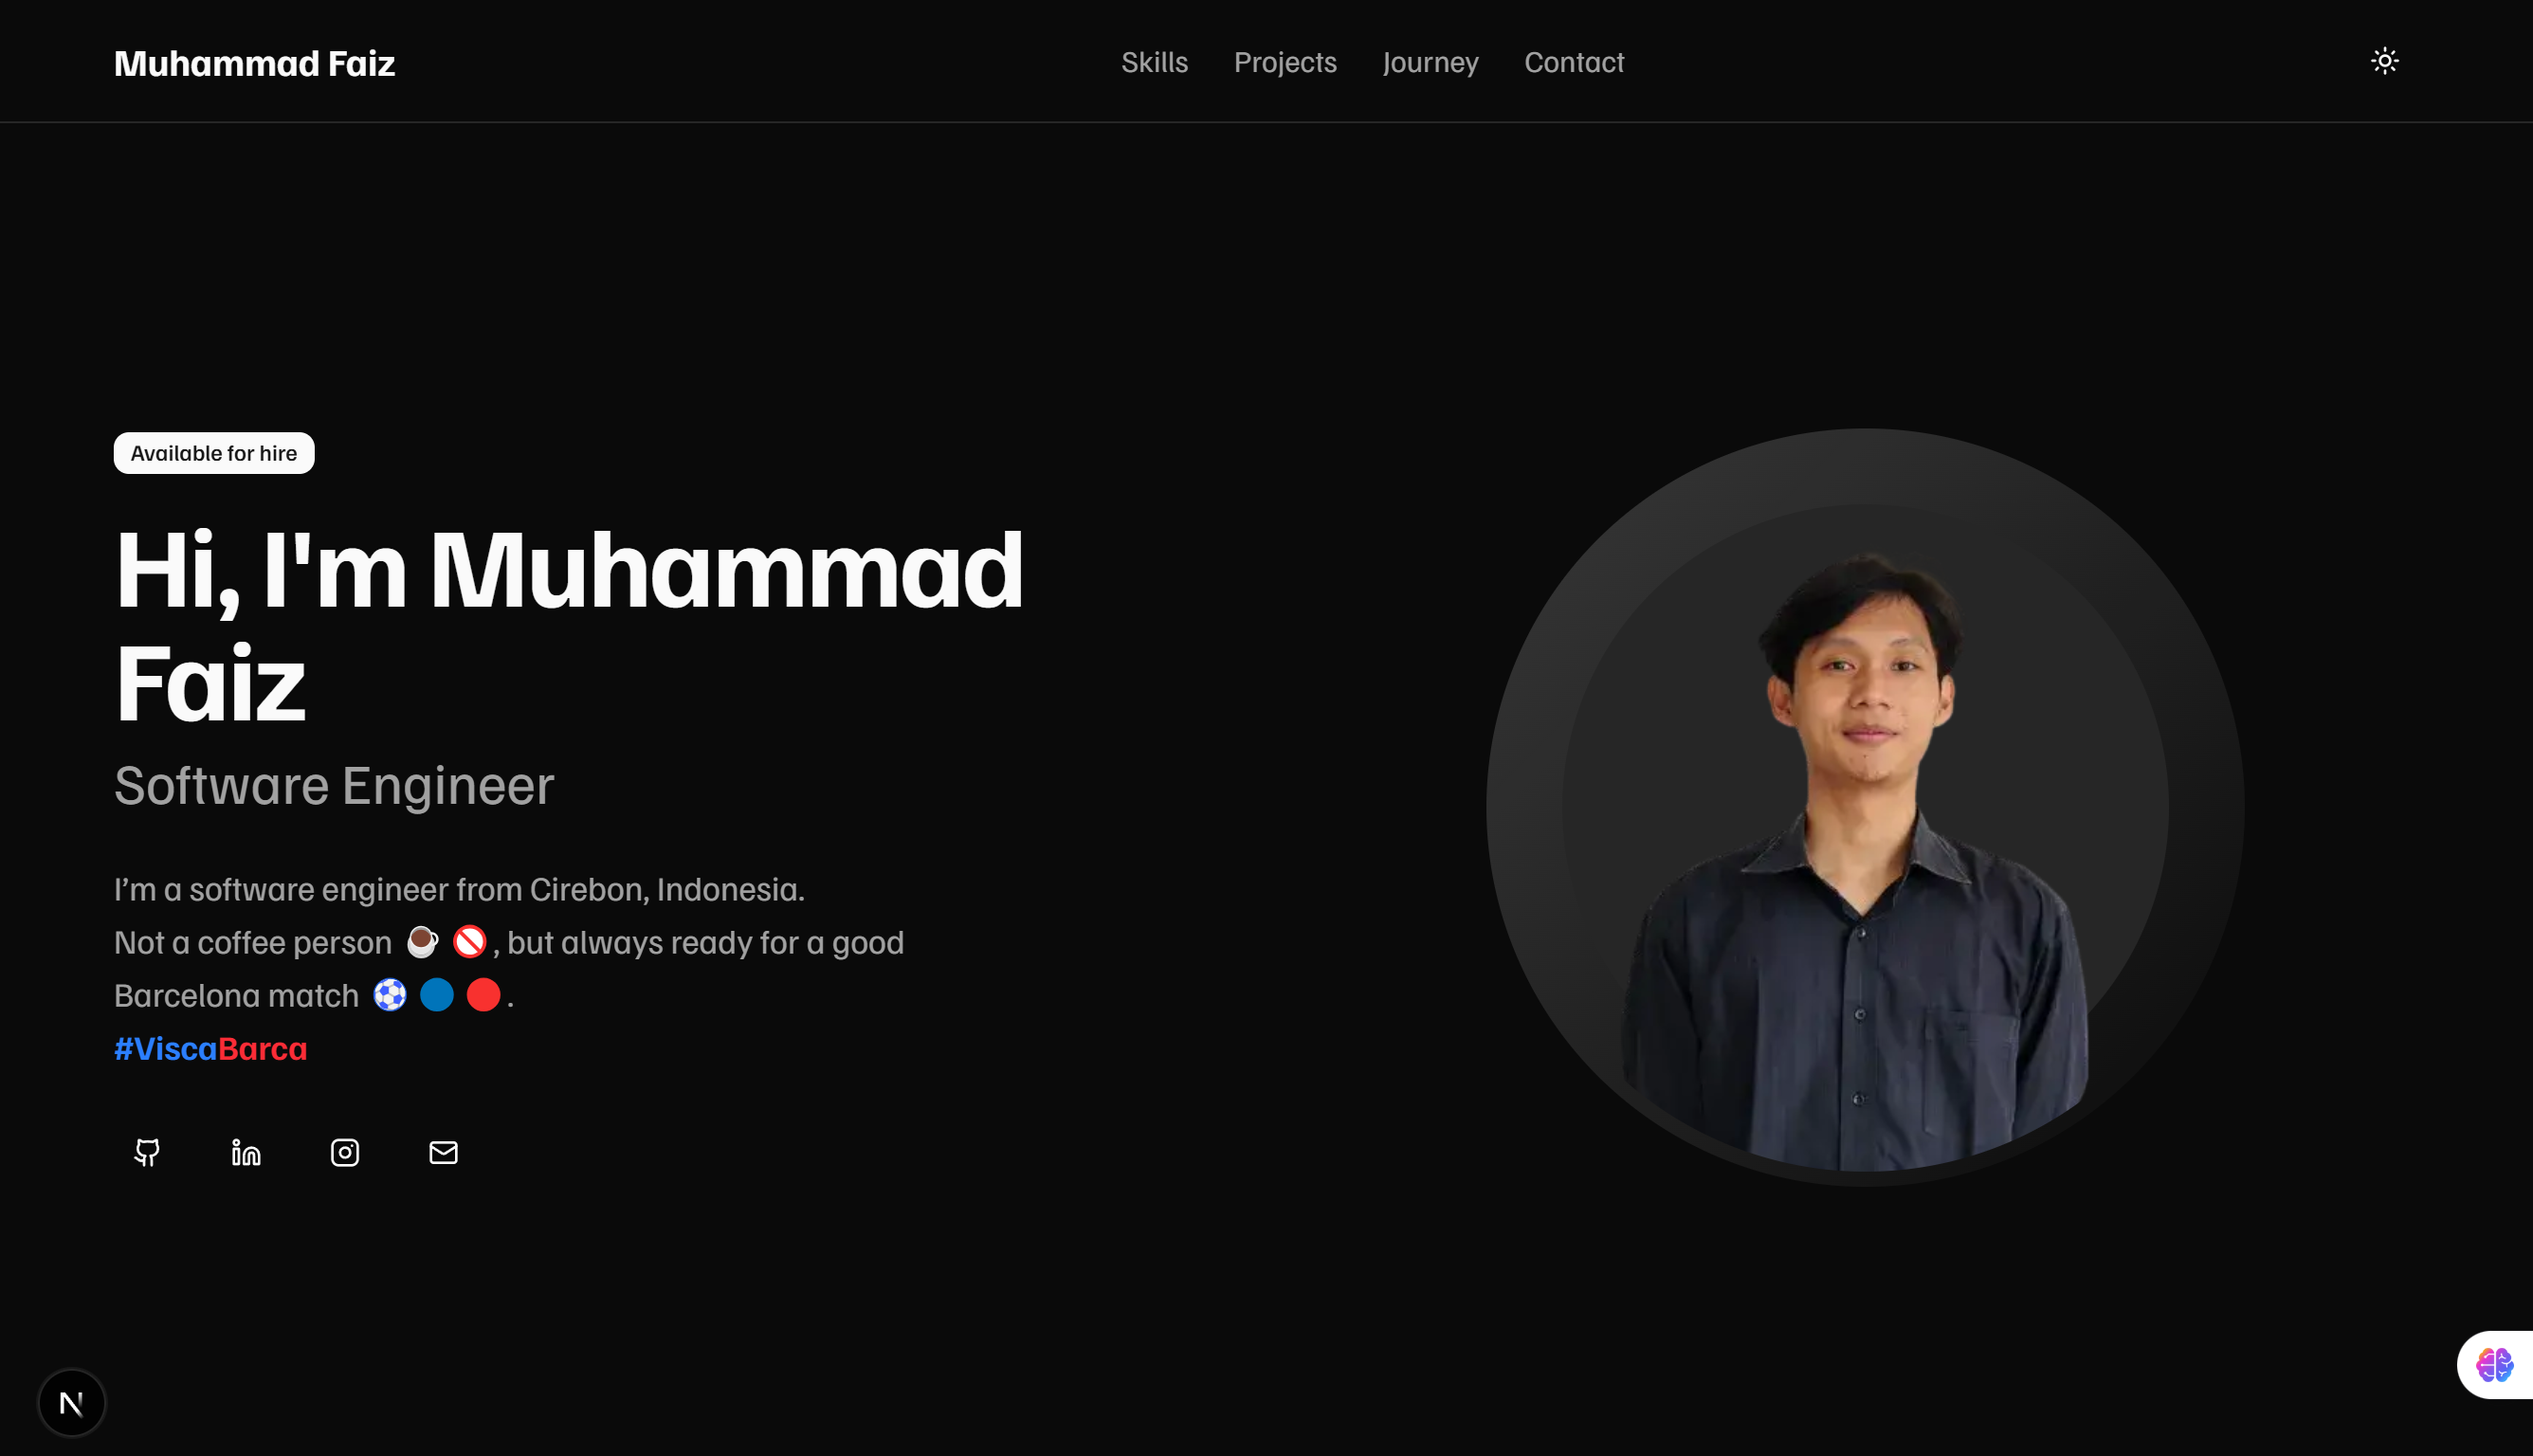 Muhammad Faiz
Skills Projects Journey Contact
Available for hire
Hi, I'm Muhammad
Faiz
Software Engineer
I’m a software engineer from Cirebon, Indonesia.
Not a coffee person ☕ 🚫, but always ready for a good
Barcelona match ⚽ 🔵 🔴.
#ViscaBarca
N